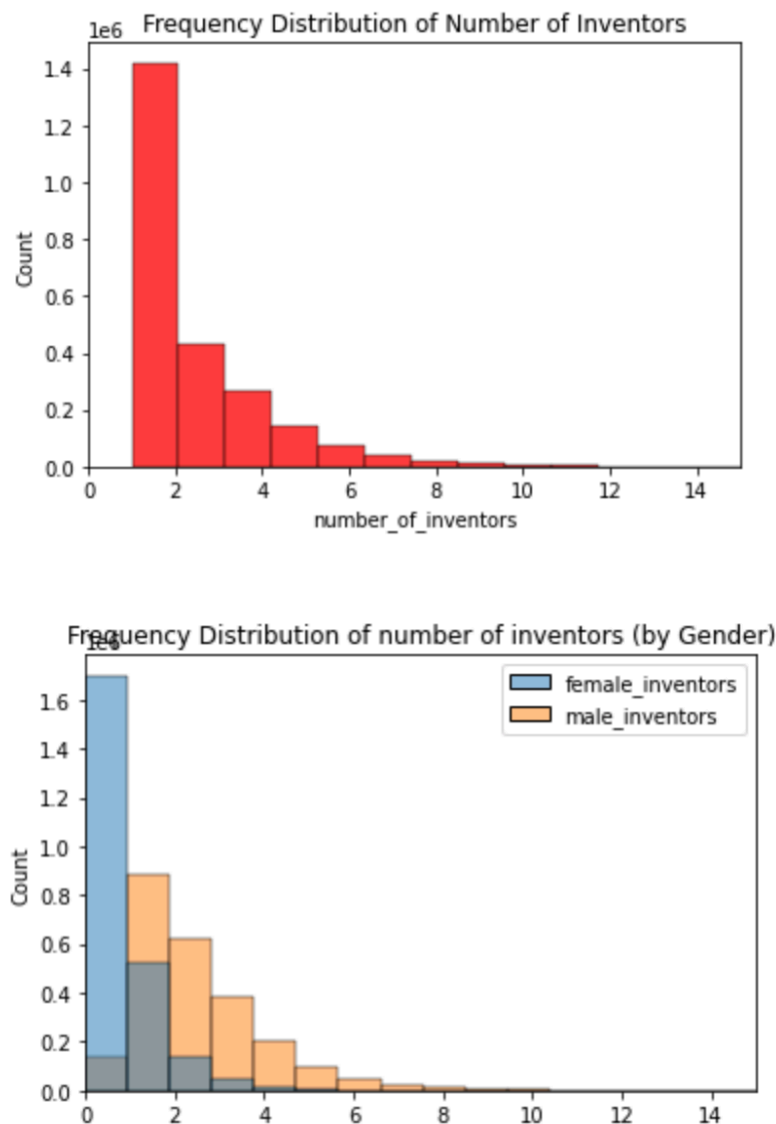 Frequency Distribution of Number of Inventors
1e6
1.4
1.2
1.0
0.8
0.6
0.4
0.2
0.0
Count
0 2 4 6 8 10 12 14
number_of_inventors
Frequency Distribution of number of inventors (by Gender)
1e6
female_inventors
male_inventors
1.6
1.4
1.2
1.0
0.8
0.6
0.4
0.2
0.0
Count
0 2 4 6 8 10 12 14